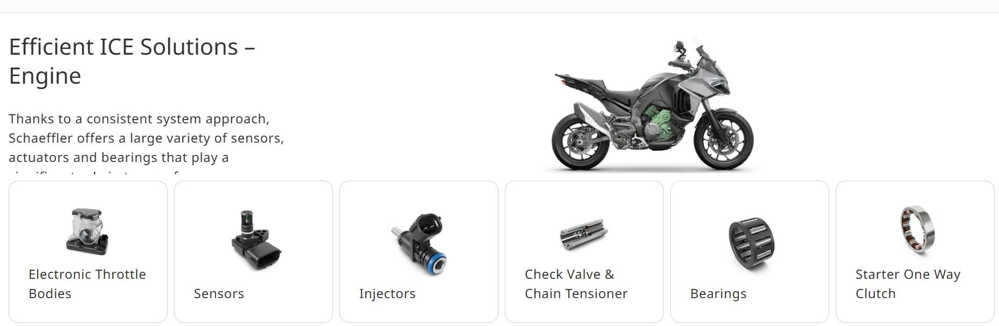 Efficient ICE Solutions –
Engine
Thanks to a consistent system approach,
Schaeffler offers a large variety of sensors,
actuators and bearings that play a
Electronic Throttle
Bodies
Sensors
Injectors
Check Valve &
Chain Tensioner
Bearings
Starter One Way
Clutch